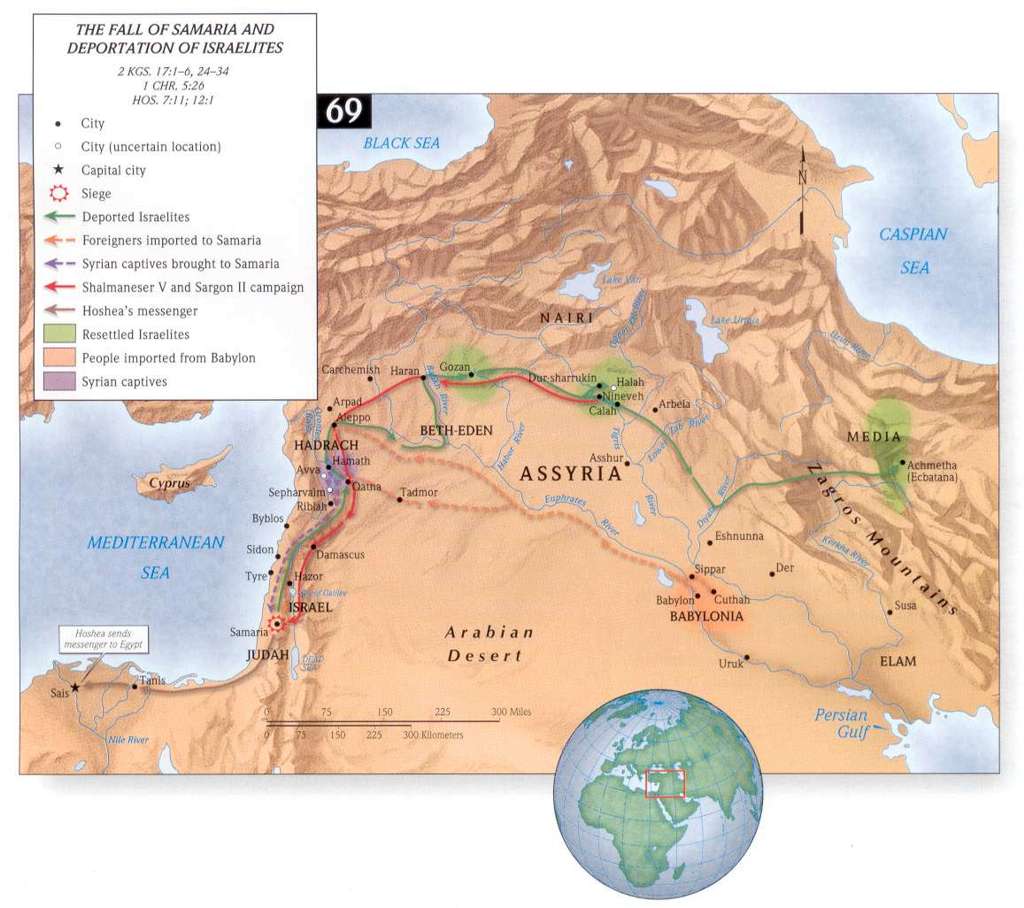 THE FALL OF SAMARIA AND
DEPORTATION OF ISRAELITES
2 KGS. 17:1–6, 24–34
1 CHR. 5:26
HOS. 7:11; 12:1
City
City (uncertain location)
Capital city
Siege
Deported Israelites
Foreigners imported to Samaria
Syrian captives brought to Samaria
Shalmaneser V and Sargon II campaign
Hoshea's messenger
Resettled Israelites
People imported from Babylon
Syrian captives
69
BLACK SEA
N
CASPIAN
SEA
Lake Van
Lake Urmia
NAIRI
Carchemish
Haran
Gozan
Dur-sharrukin
Halah
Nineveh
Calah
Arbela
Arpad
Aleppo
River
BETH-EDEN
Habor River
Tigris
River
MEDIA
HADRACH
Hamath
Avva
Asshur
ASSYRIA
Achmetha
(Ecbatana)
Cyprus
Sepharvaim
Qatna
Riblah
Tadmor
Euphrates
River
Diyala River
Zagros Mountains
Byblos
MEDITERRANEAN
SEA
Sidon
Damascus
Eshnunna
Kerkha River
Tyre
Hazor
Sippar
Der
Sea of Galilee
ISRAEL
Babylon
Cuthah
BABYLONIA
Susa
Samaria
Arabian
Desert
Hoshea sends
messenger to Egypt
JUDAH
DEAD
SEA
Uruk
ELAM
Sais
Tanis
Nile River
0 75 150 225 300 Miles
0 75 150 225 300 Kilometers
Persian
Gulf